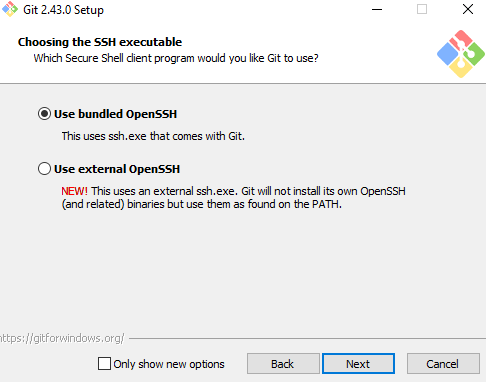 Git 2.43.0 Setup
Choosing the SSH executable
Which Secure Shell client program would you like Git to use?
Use bundled OpenSSH
This uses ssh.exe that comes with Git.
Use external OpenSSH
NEW! This uses an external ssh.exe. Git will not install its own OpenSSH
(and related) binaries but use them as found on the PATH.
https://gitforwindows.org/
Only show new options
Back
Next
Cancel